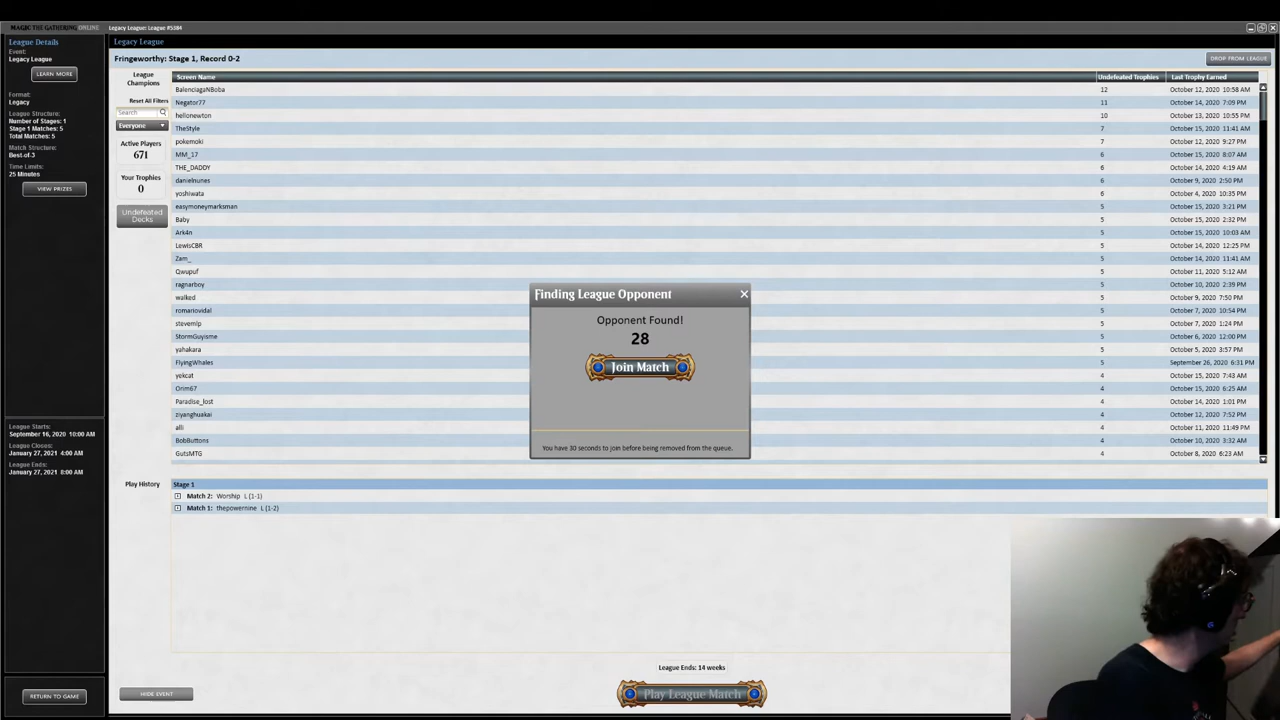 MAGIC THE GATHERING ONLINE
Legacy League: League #5384
League Details
Event:
Legacy League
LEARN MORE
Format:
Legacy
League Structure:
Number of Stages: 1
Stage 1 Matches: 5
Total Matches: 5
Match Structure:
Best-of-3
Time Limits:
25 Minutes
VIEW PRIZES
League Starts:
September 16, 2020 10:00 AM
League Closes:
January 27, 2021 4:00 AM
League Ends:
January 27, 2021 8:00 AM
RETURN TO GAME
Legacy League
Fringeworthy: Stage 1, Record 0-2
DROP FROM LEAGUE
League
Champions
Reset All Filters
Search
Everyone
Active Players
671
Your Trophies
0
Undefeated
Decks
Screen Name Undefeated Trophies Last Trophy Earned
BalenciagaNBoba 12 October 12, 2020 10:58 AM
Negator77 11 October 14, 2020 7:09 PM
hellonewton 10 October 13, 2020 10:55 PM
TheStyle 7 October 15, 2020 11:41 AM
pokemoki 7 October 12, 2020 9:27 PM
MM_17 6 October 15, 2020 8:07 AM
THE_DADDY 6 October 14, 2020 4:19 AM
danielnunes 6 October 9, 2020 2:50 PM
yoshiwata 6 October 4, 2020 10:35 PM
easymoneymarksman 5 October 15, 2020 3:21 PM
Baby 5 October 15, 2020 2:32 PM
Ark4n 5 October 15, 2020 10:03 AM
LewisCBR 5 October 14, 2020 12:25 PM
Zam_ 5 October 14, 2020 11:41 AM
Qwupuf 5 October 11, 2020 5:12 AM
ragnarboy 5 October 10, 2020 2:39 PM
walked 5 October 9, 2020 7:50 PM
romariovidal 5 October 7, 2020 10:54 PM
stevemlp 5 October 7, 2020 1:24 PM
StormGuyisme 5 October 6, 2020 12:00 PM
yahakara 5 October 5, 2020 3:57 PM
FlyingWhales 5 September 26, 2020 6:31 PM
yekcat 4 October 15, 2020 7:43 AM
Orim67 4 October 15, 2020 6:25 AM
Paradise_lost 4 October 14, 2020 1:01 PM
ziyanghuakai 4 October 12, 2020 7:52 PM
alli 4 October 11, 2020 11:49 PM
BobButtons 4 October 10, 2020 3:32 AM
GutsMTG 4 October 8, 2020 6:23 AM
Finding League Opponent
Opponent Found!
28
Join Match
You have 30 seconds to join before being removed from the queue.
Play History
Stage 1
Match 2: Worship L (1-1)
Match 1: thepowernine L (1-2)
League Ends: 14 weeks
HIDE EVENT
Play League Match